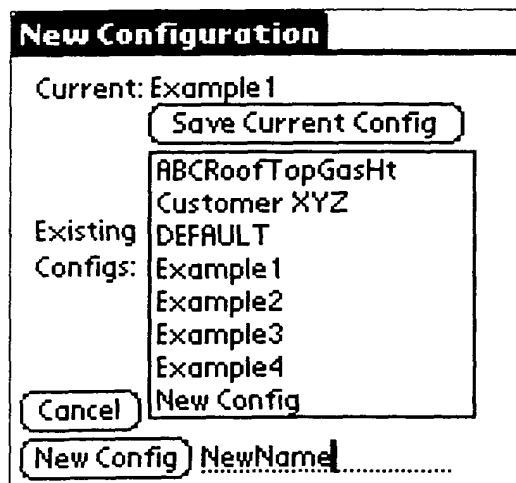 New Configuration
Current: Example1
Save Current Config
ABCRoofTopGasHt
Customer XYZ
Existing DEFAULT
Configs: Example1
Example2
Example3
Example4
Cancel New Config
New Config NewName